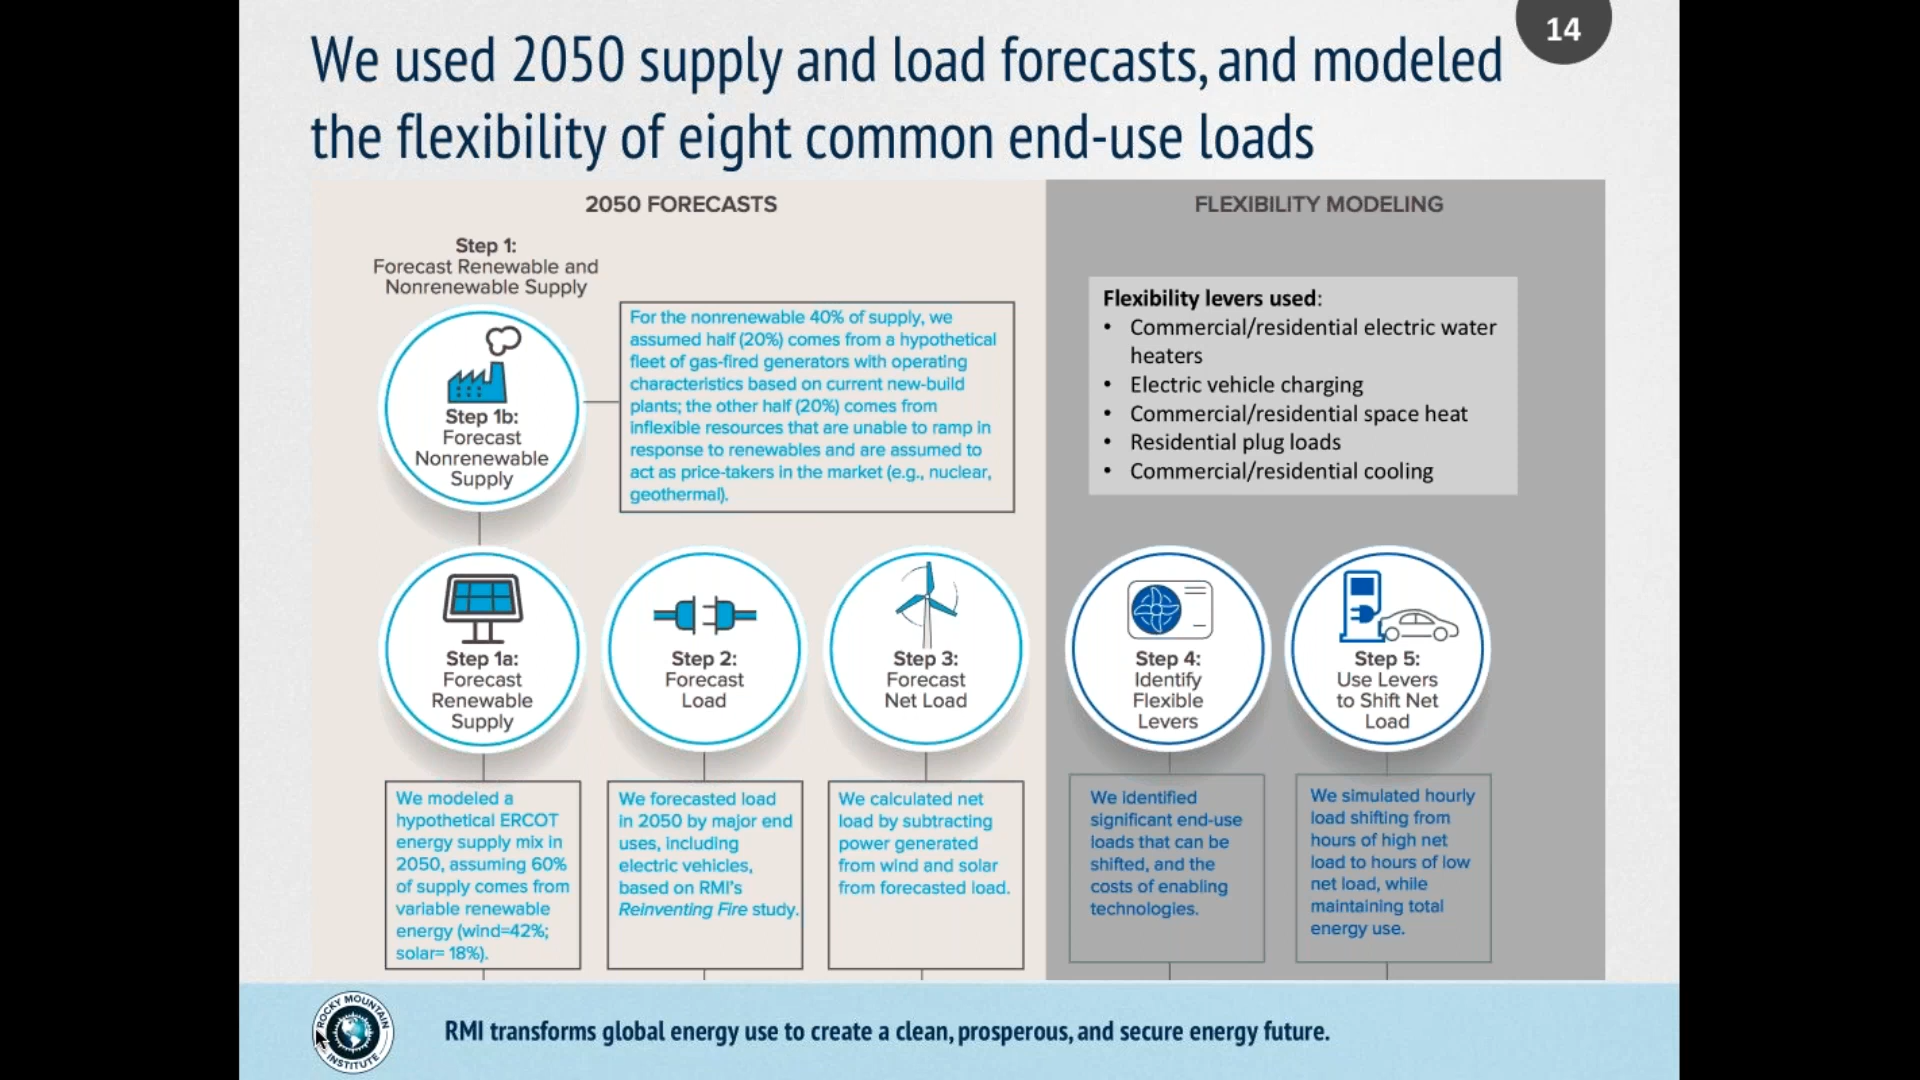 14
We used 2050 supply and load forecasts, and modeled
the flexibility of eight common end-use loads
2050 FORECASTS
Step 1:
Forecast Renewable and
Nonrenewable Supply
Step 1b:
Forecast
Nonrenewable
Supply
For the nonrenewable 40% of supply, we
assumed half (20%) comes from a hypothetical
fleet of gas-fired generators with operating
characteristics based on current new-build
plants; the other half (20%) comes from
inflexible resources that are unable to ramp in
response to renewables and are assumed to
act as price-takers in the market (e.g., nuclear,
geothermal).
Step 1a:
Forecast
Renewable
Supply
We modeled a
hypothetical ERCOT
energy supply mix in
2050, assuming 60%
of supply comes from
variable renewable
energy (wind=42%;
solar= 18%).
Step 2:
Forecast
Load
We forecasted load
in 2050 by major end
uses, including
electric vehicles,
based on RMI's
Reinventing Fire study.
Step 3:
Forecast
Net Load
We calculated net
load by subtracting
power generated
from wind and solar
from forecasted load.
FLEXIBILITY MODELING
Flexibility levers used:
• Commercial/residential electric water
heaters
• Electric vehicle charging
• Commercial/residential space heat
• Residential plug loads
• Commercial/residential cooling
Step 4:
Identify
Flexible
Levers
We identified
significant end-use
loads that can be
shifted, and the
costs of enabling
technologies.
Step 5:
Use Levers
to Shift Net
Load
We simulated hourly
load shifting from
hours of high net
load to hours of low
net load, while
maintaining total
energy use.
ROCKY MOUNTAIN
INSTITUTE
RMI transforms global energy use to create a clean, prosperous, and secure energy future.